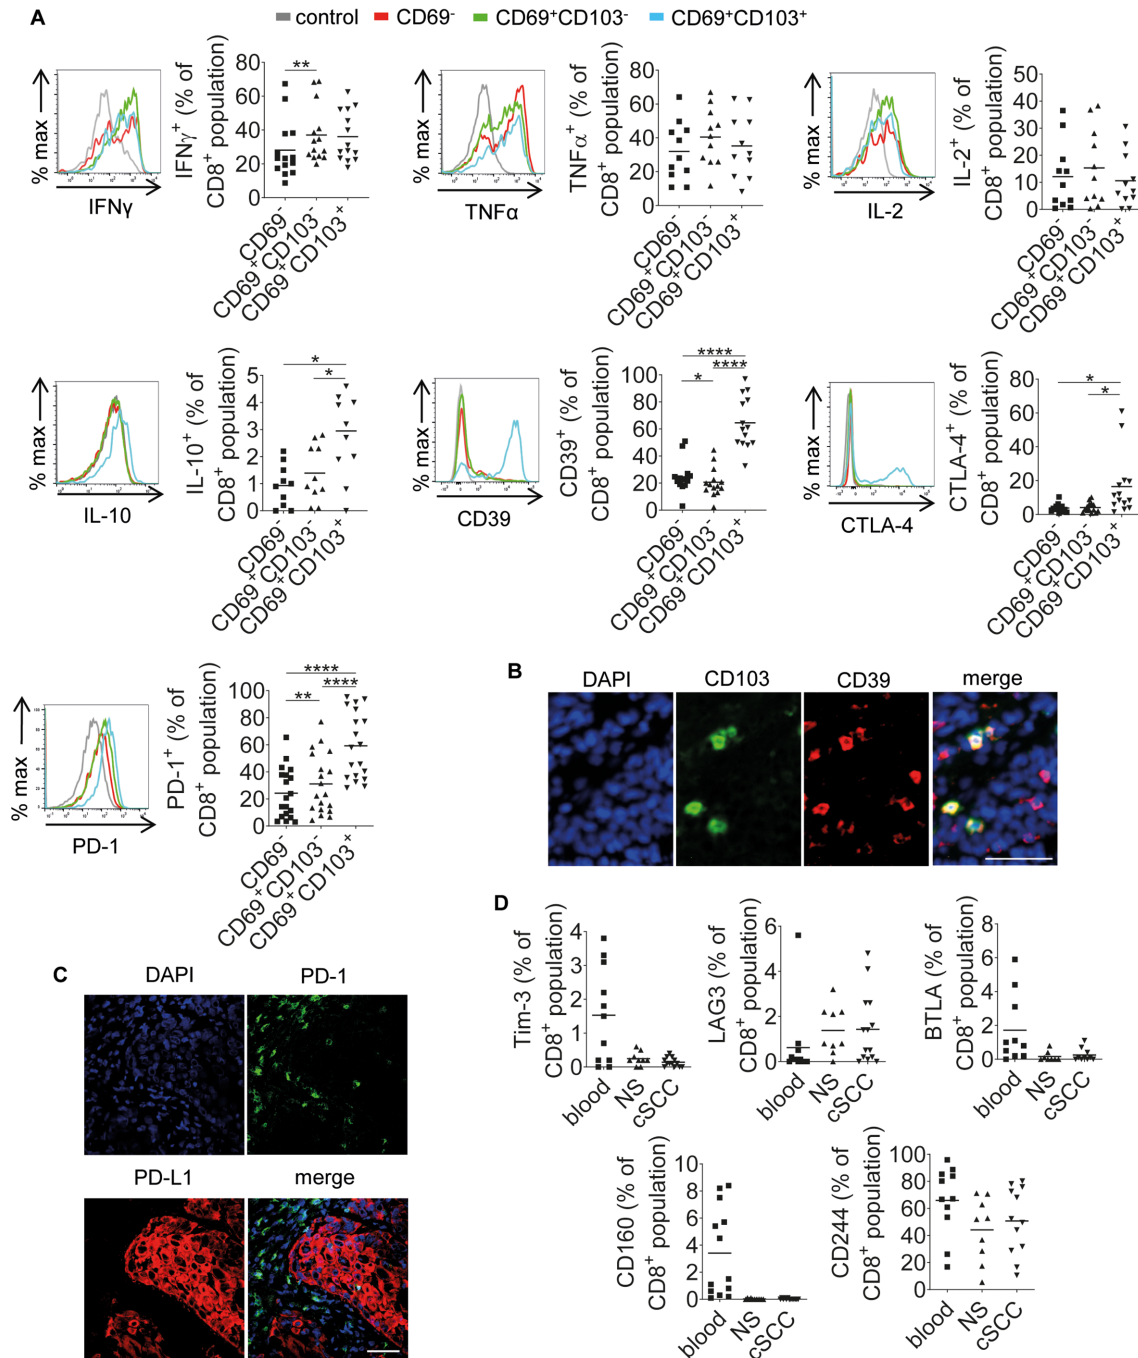 A
control CD69⁻ CD69⁺CD103⁻ CD69⁺CD103⁺
% max
IFNγ
IFNγ⁺ (% of
CD8⁺ population)
80
60
40
20
0
**
CD69⁻
CD69⁺CD103⁻
CD69⁺CD103⁺
% max
TNFα
TNFα⁺ (% of
CD8⁺ population)
80
60
40
20
0
CD69⁻
CD69⁺CD103⁻
CD69⁺CD103⁺
% max
IL-2
IL-2⁺ (% of
CD8⁺ population)
50
40
30
20
10
0
CD69⁻
CD69⁺CD103⁻
CD69⁺CD103⁺
% max
IL-10
IL-10⁺ (% of
CD8⁺ population)
5
4
3
2
1
0
*
*
CD69⁻
CD69⁺CD103⁻
CD69⁺CD103⁺
% max
CD39
CD39⁺ (% of
CD8⁺ population)
100
80
60
40
20
0
****
****
*
CD69⁻
CD69⁺CD103⁻
CD69⁺CD103⁺
% max
CTLA-4
CTLA-4⁺ (% of
CD8⁺ population)
80
60
40
20
0
*
*
CD69⁻
CD69⁺CD103⁻
CD69⁺CD103⁺
% max
PD-1
PD-1⁺ (% of
CD8⁺ population)
100
80
60
40
20
0
****
****
**
CD69⁻
CD69⁺CD103⁻
CD69⁺CD103⁺
B
DAPI CD103 CD39 merge
C
DAPI PD-1
PD-L1 merge
D
Tim-3 (% of
CD8⁺ population)
4
3
2
1
0
blood
NS
cSCC
LAG3 (% of
CD8⁺ population)
6
4
2
0
blood
NS
cSCC
BTLA (% of
CD8⁺ population)
8
6
4
2
0
blood
NS
cSCC
CD160 (% of
CD8⁺ population)
10
8
6
4
2
0
blood
NS
cSCC
CD244 (% of
CD8⁺ population)
100
80
60
40
20
0
blood
NS
cSCC